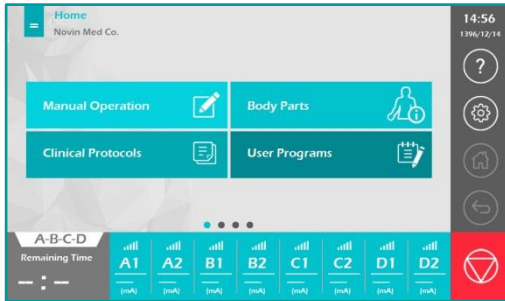 Home
Novin Med Co.
14:56
1396/12/14
?
Manual Operation
Body Parts
Clinical Protocols
User Programs
A-B-C-D
Remaining Time
-- : --
A1 A2 B1 B2 C1 C2 D1 D2
(mA) (mA) (mA) (mA) (mA) (mA) (mA) (mA)